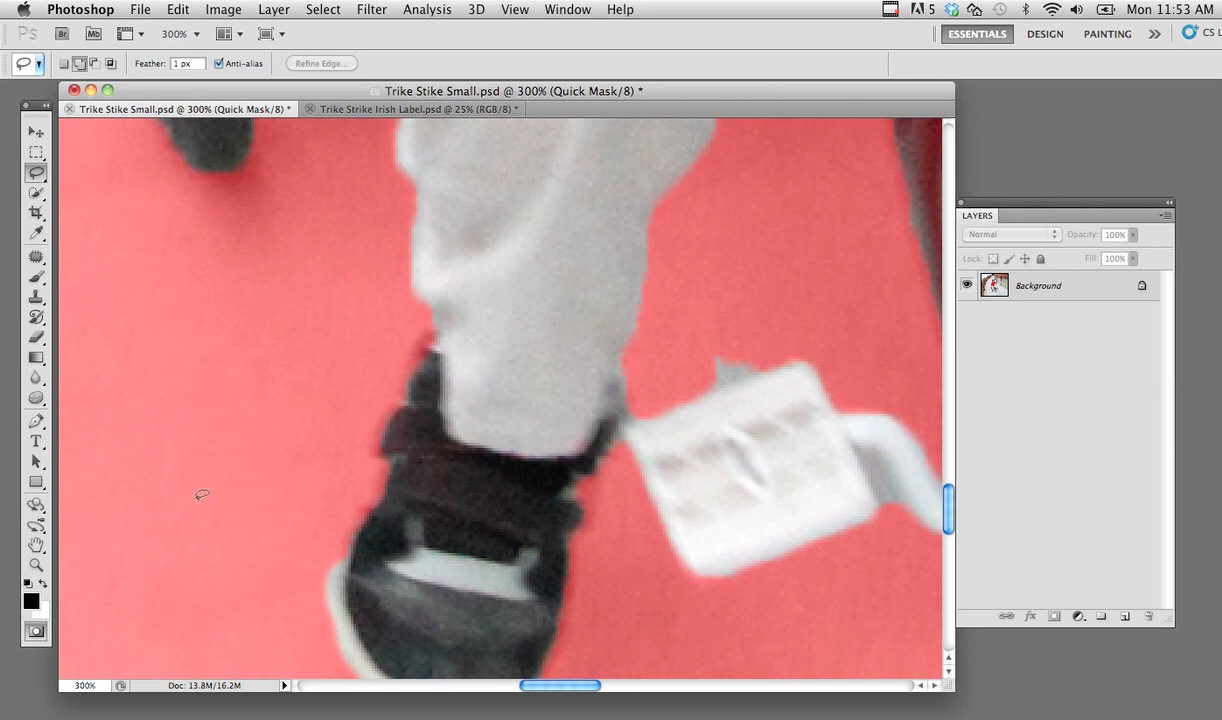 Photoshop File Edit Image Layer Select Filter Analysis 3D View Window Help 5 Mon 11:53 AM
Ps Br Mb 300% ESSENTIALS DESIGN PAINTING CS L
Feather: 1 px Anti-alias Refine Edge...
Trike Stike Small.psd @ 300% (Quick Mask/8) *
Trike Stike Small.psd @ 300% (Quick Mask/8) * Trike Strike Irish Label.psd @ 25% (RGB/8) *
LAYERS
Normal Opacity: 100%
Lock: Fill: 100%
Background
T
fx
300% Doc: 13.8M/16.2M